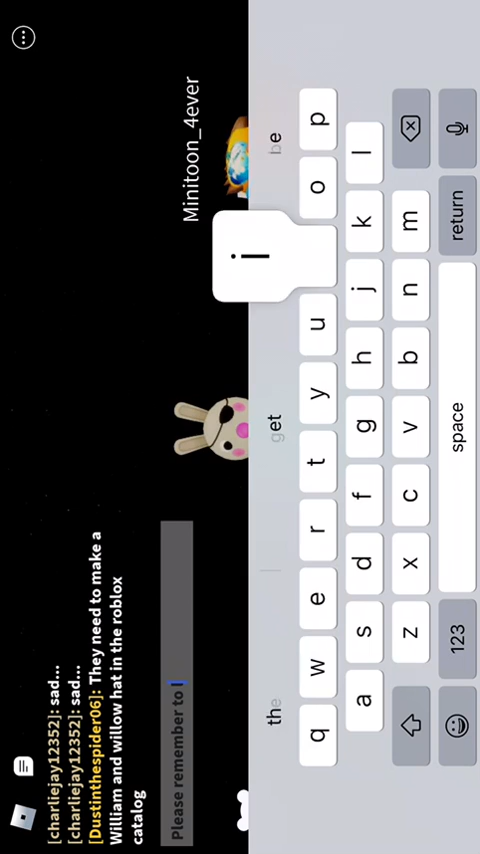 Minitoon_4ever
[charliejay12352]: sad...
[charliejay12352]: sad...
[Dustinthespider06]: They need to make a
William and willow hat in the roblox
catalog
Please remember to l
the get be
i
q w e r t y u o p
a s d f g h j k l
z x c v b n m
123 space return